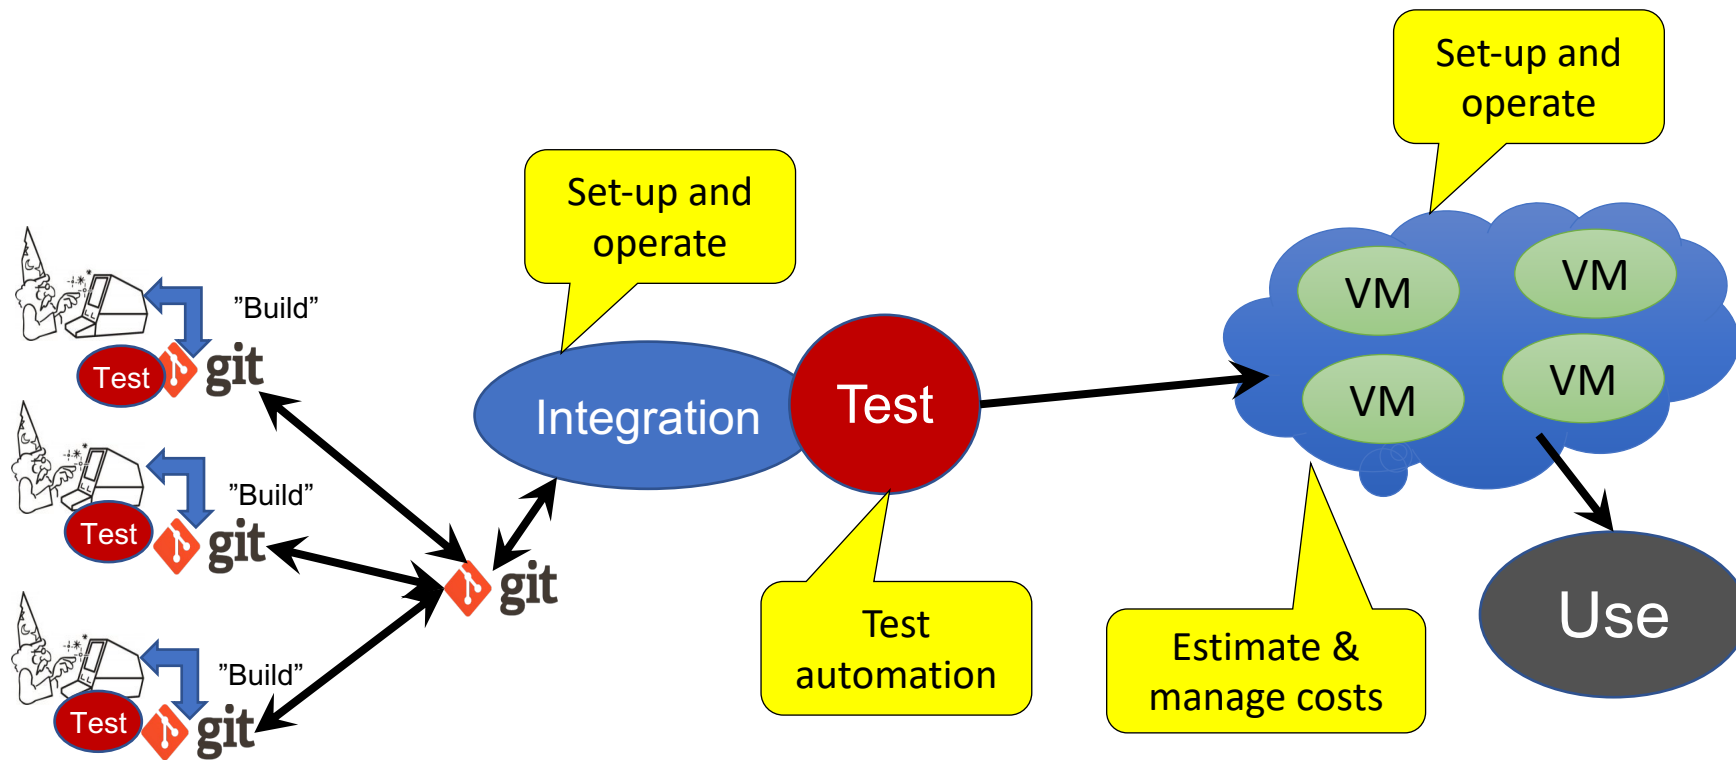 Set-up and
operate
Set-up and
operate
VM
VM
VM
VM
”Build”
Test
git
Integration
Test
”Build”
Test
git
git
”Build”
Test
git
Test
automation
Estimate &
manage costs
Use